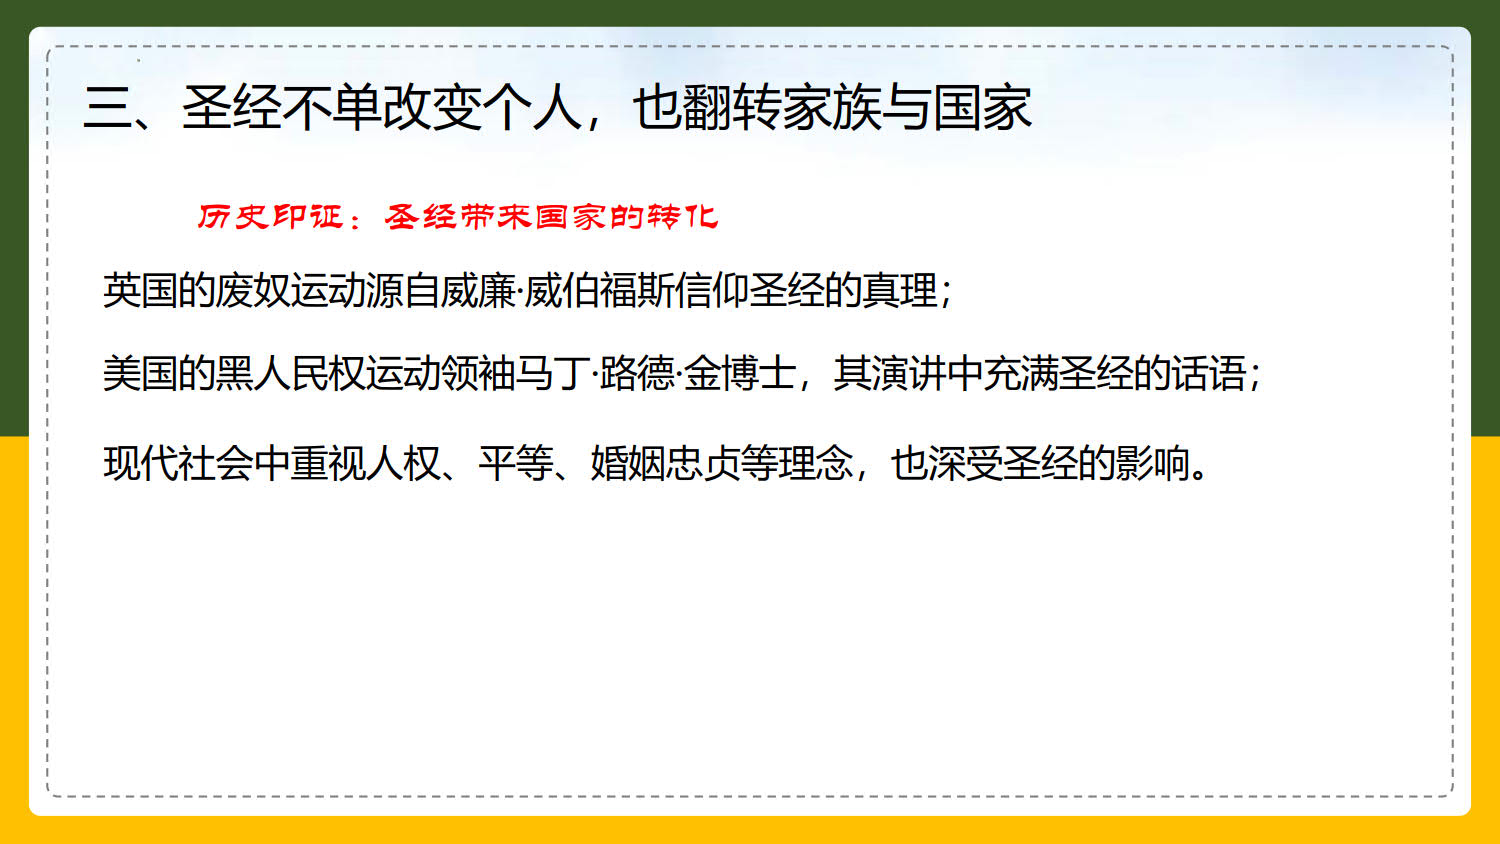 三、圣经不单改变个人，也翻转家族与国家
历史印证：圣经带来国家的转化
英国的废奴运动源自威廉·威伯福斯信仰圣经的真理；
美国的黑人民权运动领袖马丁·路德·金博士，其演讲中充满圣经的话语；
现代社会中重视人权、平等、婚姻忠贞等理念，也深受圣经的影响。